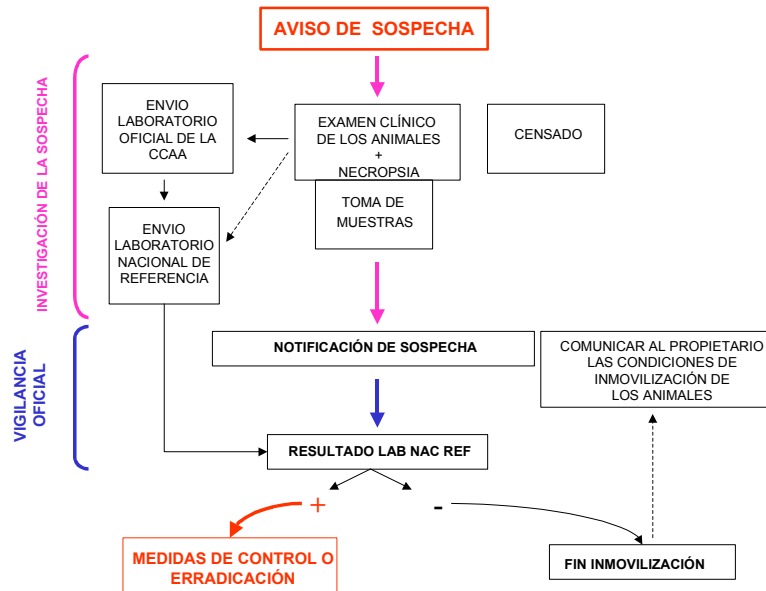 AVISO DE SOSPECHA
INVESTIGACIÓN DE LA SOSPECHA
ENVIO
LABORATORIO
OFICIAL DE LA
CCAA
EXAMEN CLÍNICO
DE LOS ANIMALES
+
NECROPSIA
CENSADO
TOMA DE
MUESTRAS
ENVIO
LABORATORIO
NACIONAL DE
REFERENCIA
VIGILANCIA
OFICIAL
NOTIFICACIÓN DE SOSPECHA
COMUNICAR AL PROPIETARIO
LAS CONDICIONES DE
INMOVILIZACIÓN DE
LOS ANIMALES
RESULTADO LAB NAC REF
+
-
MEDIDAS DE CONTROL O
ERRADICACIÓN
FIN INMOVILIZACIÓN